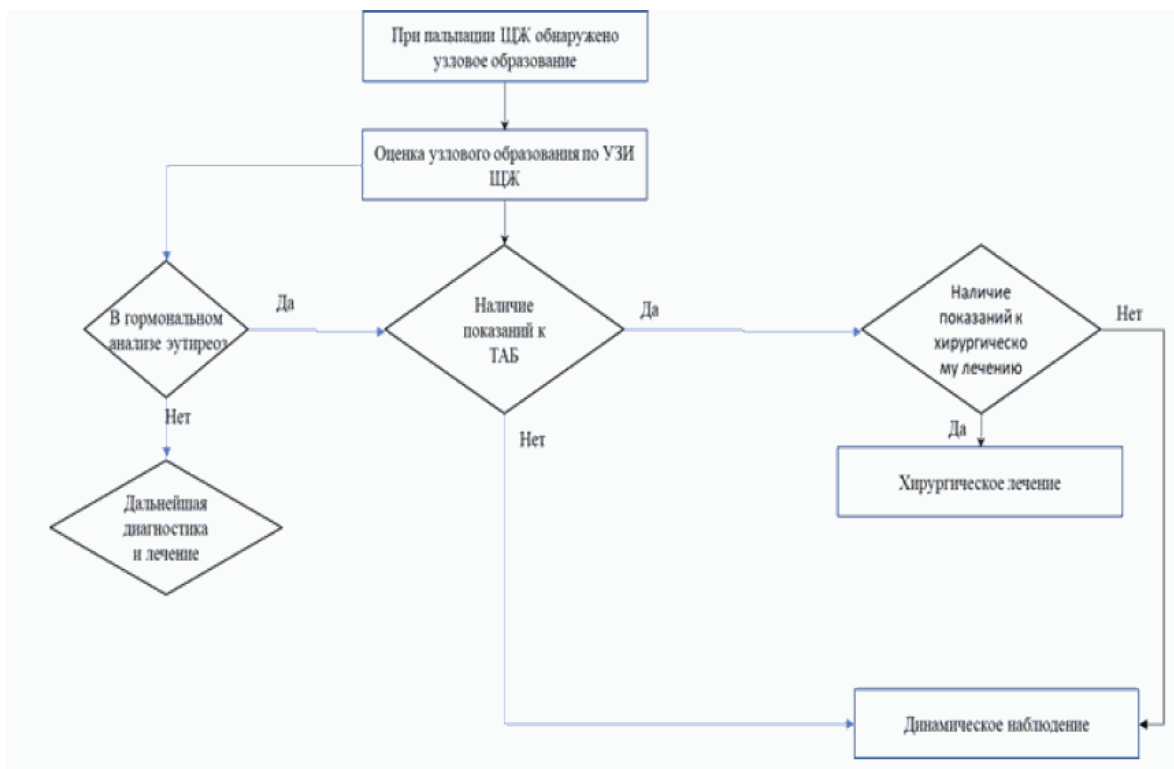 При пальпации ЩЖ обнаружено
узловое образование
Оценка узлового образования по УЗИ
ЩЖ
В гормональном
анализе эутиреоз
Да
Наличие
показаний к
ТАБ
Да
Наличие
показаний к
хирургическо
му лечению
Нет
Нет
Нет
Да
Дальнейшая
диагностика
и лечение
Хирургическое лечение
Динамическое наблюдение